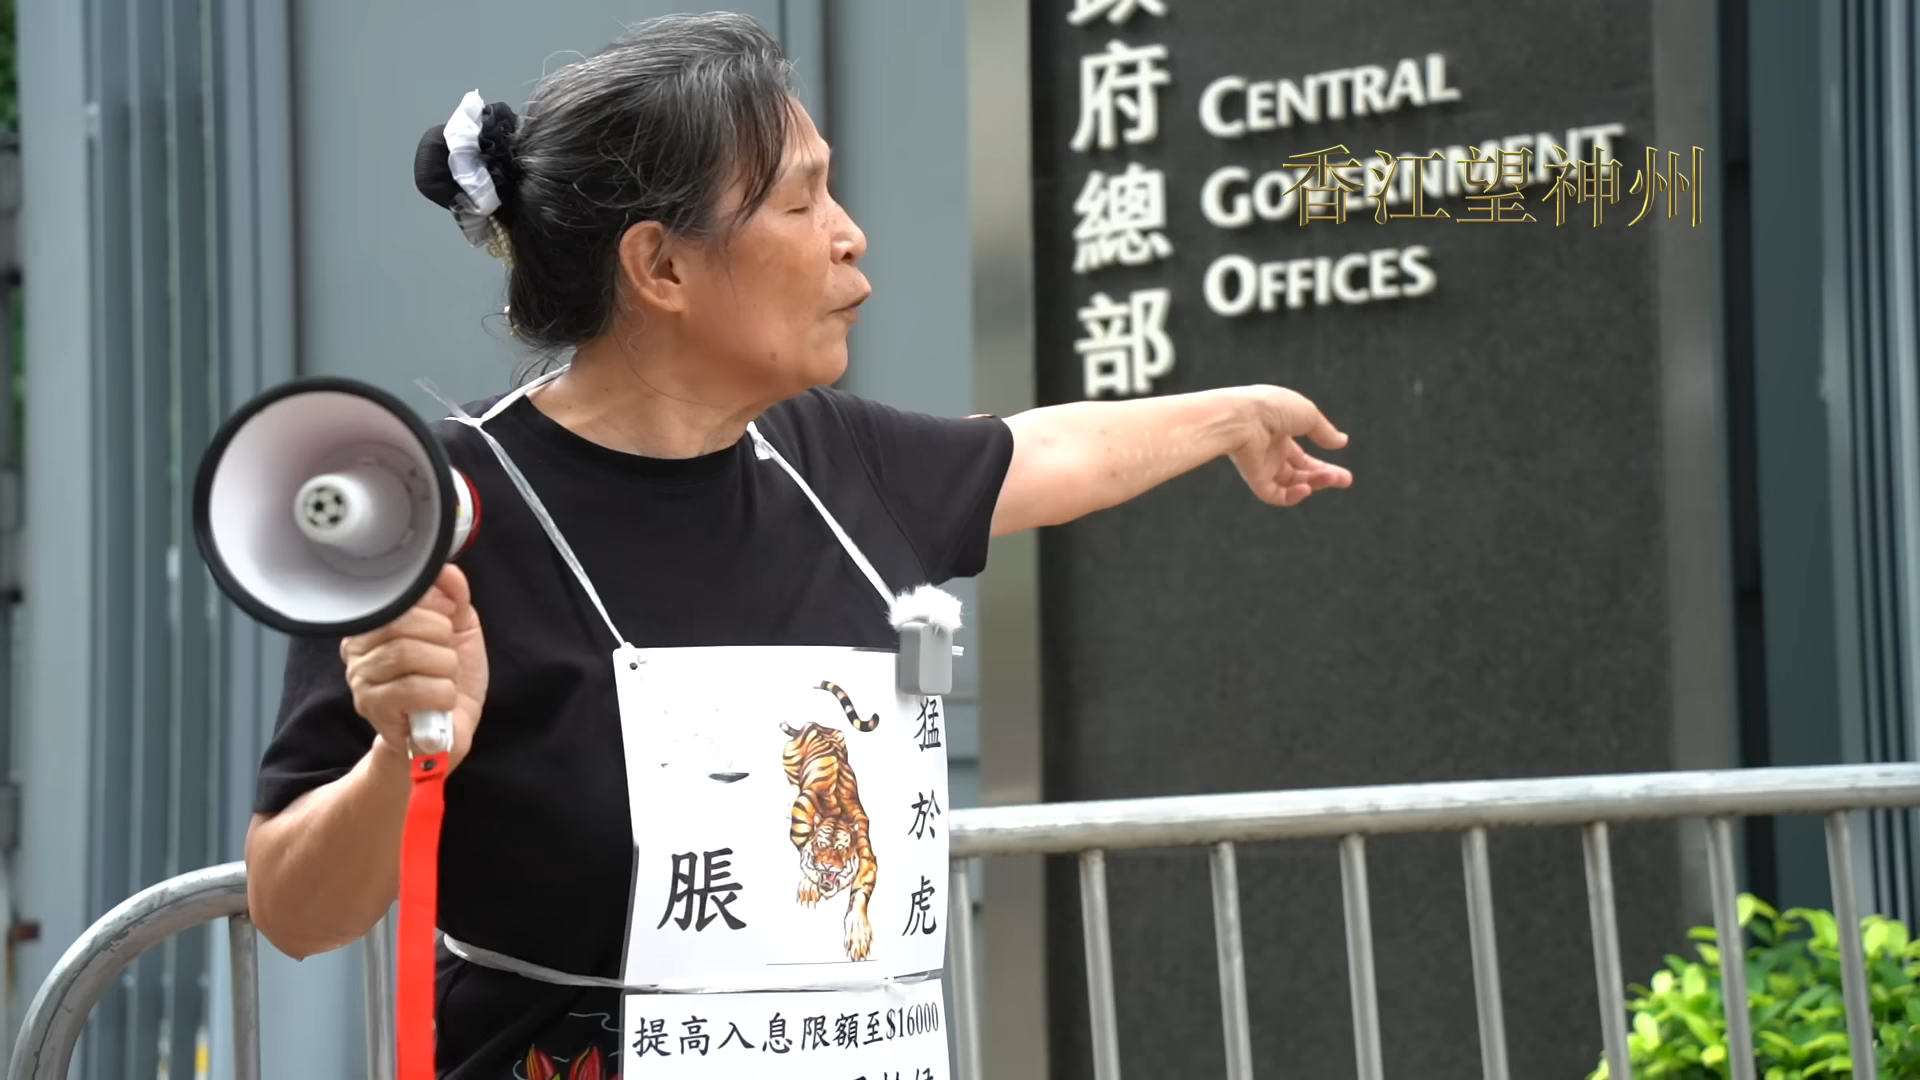 府總部
CENTRAL
GOVERNMENT
OFFICES
香江望神州
猛於虎
脹
提高入息限額至$16000